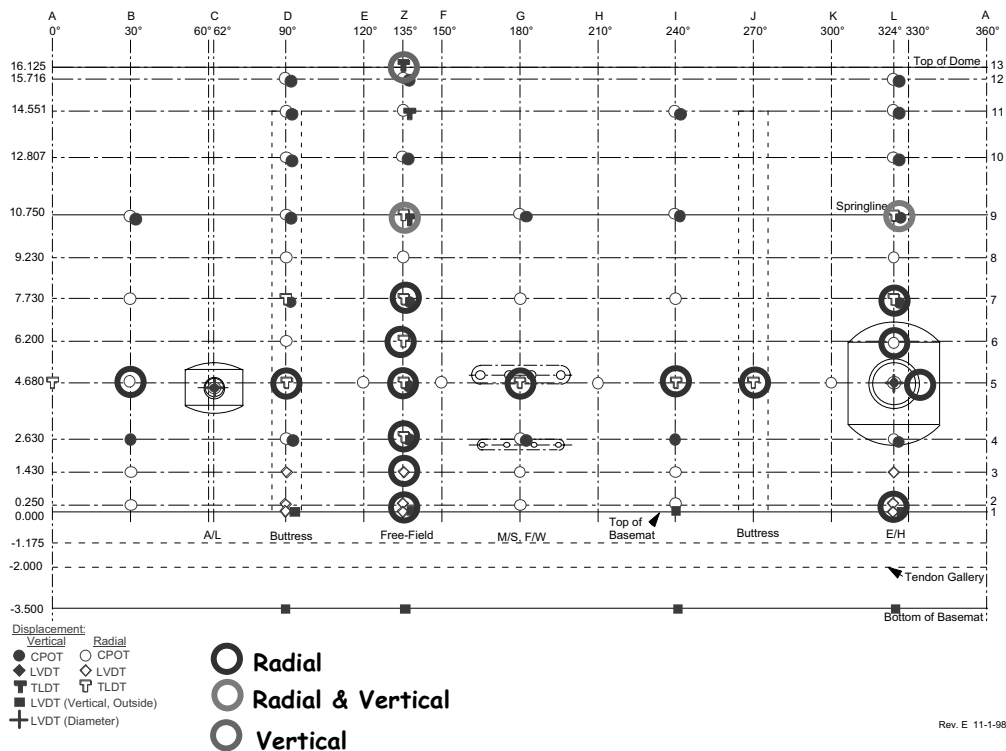 A B C D E Z F G H I J K L A
0° 30° 60° 62° 90° 120° 135° 150° 180° 210° 240° 270° 300° 324° 330° 360°
16.125 Top of Dome 13
15.716 12
14.551 11
12.807 10
10.750 Springline 9
9.230 8
7.730 7
6.200 6
4.680 5
2.630 4
1.430 3
0.250 2
0.000 Top of 1
A/L Buttress Free-Field M/S, F/W Basemat Buttress E/H
-1.175
-2.000 Tendon Gallery
-3.500 Bottom of Basemat
Displacement:
Vertical Radial
CPOT CPOT
LVDT LVDT
TLDT TLDT
LVDT (Vertical, Outside)
LVDT (Diameter)
Radial
Radial & Vertical
Vertical
Rev. E 11-1-98